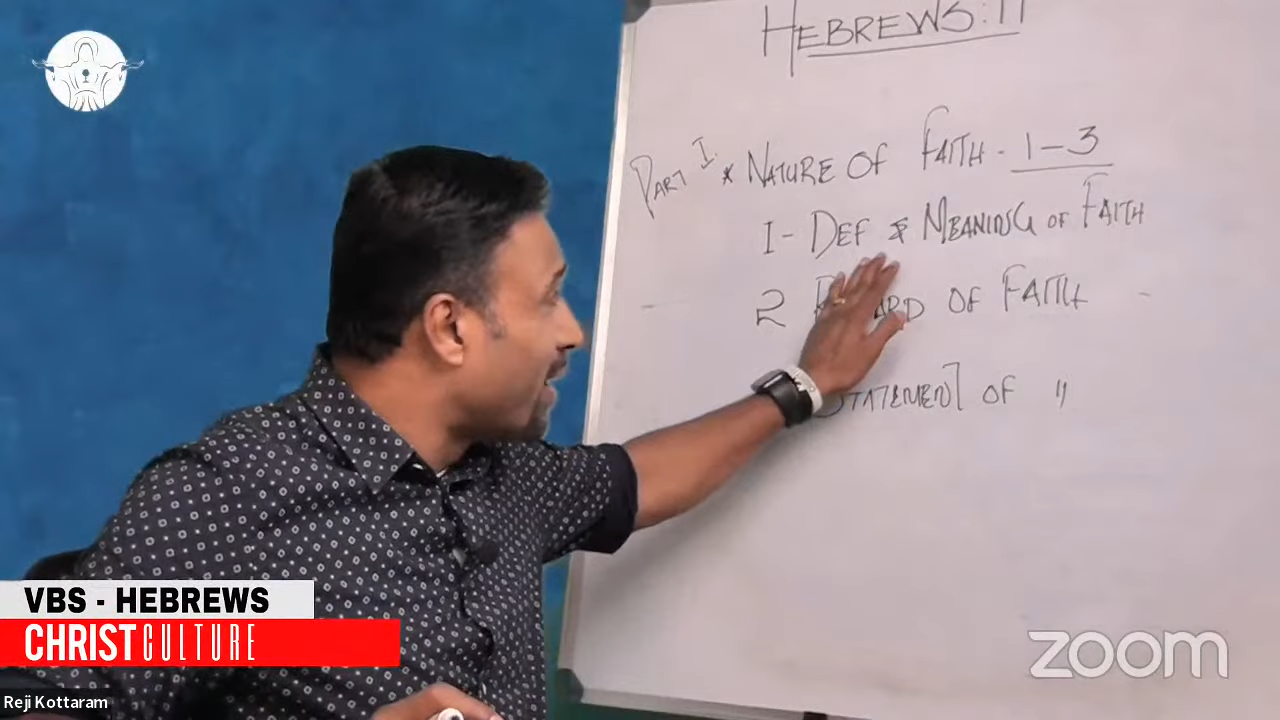 HEBREWS:11
PART I. * NATURE OF FAITH - 1-3
1- DEF & MEANING OF FAITH
2 OF FAITH -
STATEMENT OF "
VBS - HEBREWS
CHRIST CULTURE
Reji Kottaram
zoom